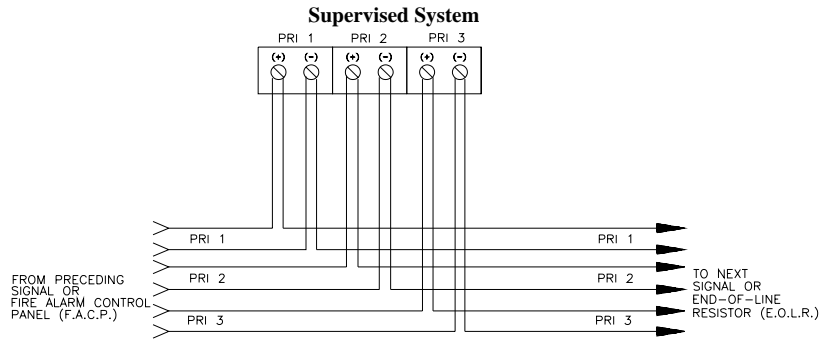 Supervised System
PRI 1 PRI 2 PRI 3
(+) (-) (+) (-) (+) (-)
PRI 1 PRI 1
FROM PRECEDING
SIGNAL OR
FIRE ALARM CONTROL
PANEL (F.A.C.P.)
PRI 2 PRI 2
TO NEXT
SIGNAL OR
END-OF-LINE
RESISTOR (E.O.L.R.)
PRI 3 PRI 3